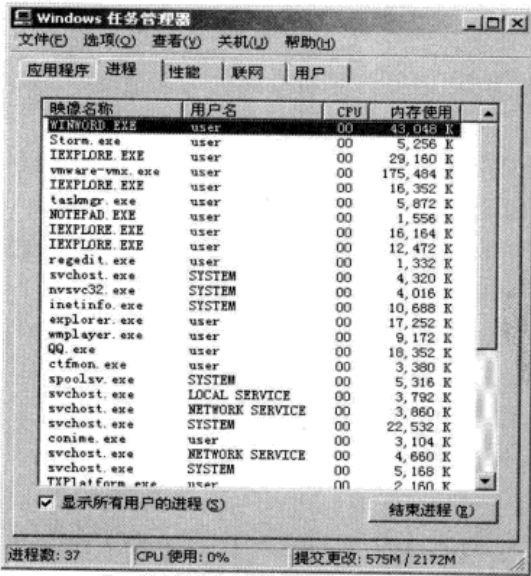 Windows 任务管理器
文件(F) 选项(O) 查看(V) 关机(U) 帮助(H)
应用程序 进程 性能 联网 用户
映像名称 用户名 CPU 内存使用
WINWORD.EXE user 00 43,048 K
Storm.exe user 00 5,256 K
IEXPLORE.EXE user 00 29,160 K
vmware-vmx.exe user 00 175,484 K
IEXPLORE.EXE user 00 16,352 K
taskmgr.exe user 00 5,872 K
NOTEPAD.EXE user 00 1,556 K
IEXPLORE.EXE user 00 16,164 K
IEXPLORE.EXE user 00 12,472 K
regedit.exe user 00 1,332 K
svchost.exe SYSTEM 00 4,320 K
nvsvc32.exe SYSTEM 00 4,016 K
inetinfo.exe SYSTEM 00 10,688 K
explorer.exe user 00 17,252 K
wmplayer.exe user 00 9,172 K
QQ.exe user 00 18,352 K
ctfmon.exe user 00 3,380 K
spoolsv.exe SYSTEM 00 5,316 K
svchost.exe LOCAL SERVICE 00 3,792 K
svchost.exe NETWORK SERVICE 00 3,860 K
svchost.exe SYSTEM 00 22,532 K
conime.exe user 00 3,104 K
svchost.exe NETWORK SERVICE 00 4,660 K
svchost.exe SYSTEM 00 5,168 K
TXPlatform.exe user 00 2,160 K
显示所有用户的进程(S) 结束进程(E)
进程数: 37 CPU 使用: 0% 提交更改: 575M / 2172M